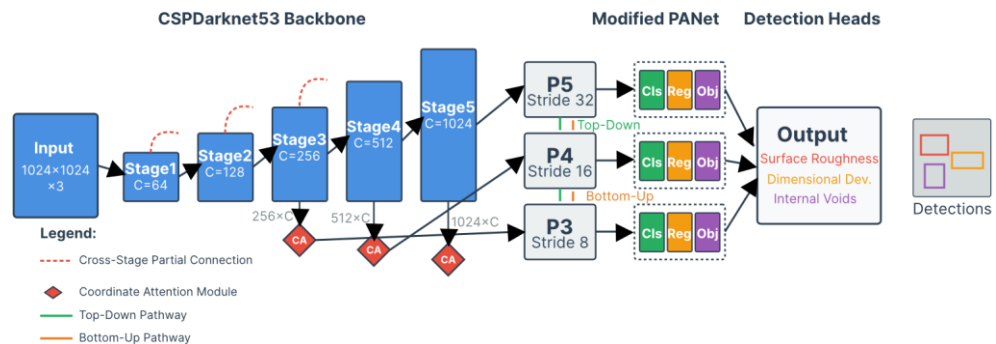 CSPDarknet53 Backbone
Modified PANet
Detection Heads
Input
1024×1024
×3
Stage1
C=64
Stage2
C=128
Stage3
C=256
Stage4
C=512
Stage5
C=1024
256×C
512×C
1024×C
CA
CA
CA
P5
Stride 32
Top-Down
P4
Stride 16
Bottom-Up
P3
Stride 8
Cls Reg Obj
Cls Reg Obj
Cls Reg Obj
Output
Surface Roughness
Dimensional Dev.
Internal Voids
Detections
Legend:
Cross-Stage Partial Connection
Coordinate Attention Module
Top-Down Pathway
Bottom-Up Pathway